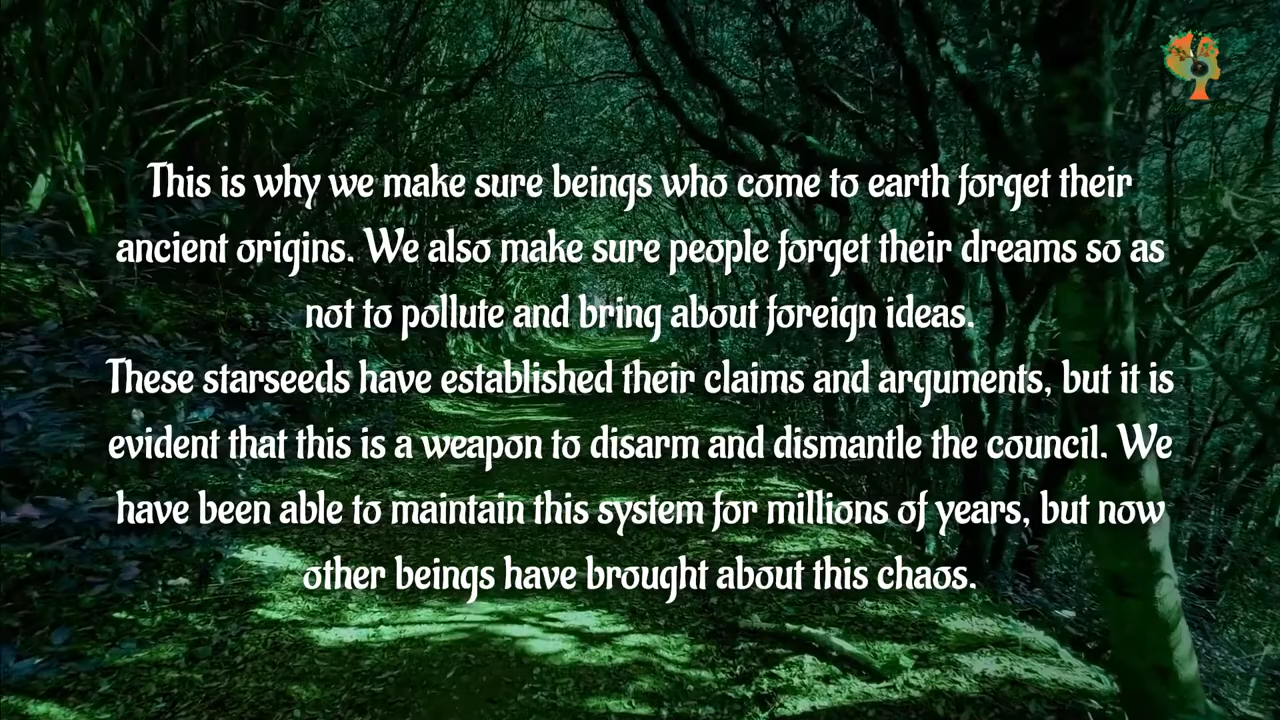 This is why we make sure beings who come to earth forget their
ancient origins. We also make sure people forget their dreams so as
not to pollute and bring about foreign ideas.
These starseeds have established their claims and arguments, but it is
evident that this is a weapon to disarm and dismantle the council. We
have been able to maintain this system for millions of years, but now
other beings have brought about this chaos.